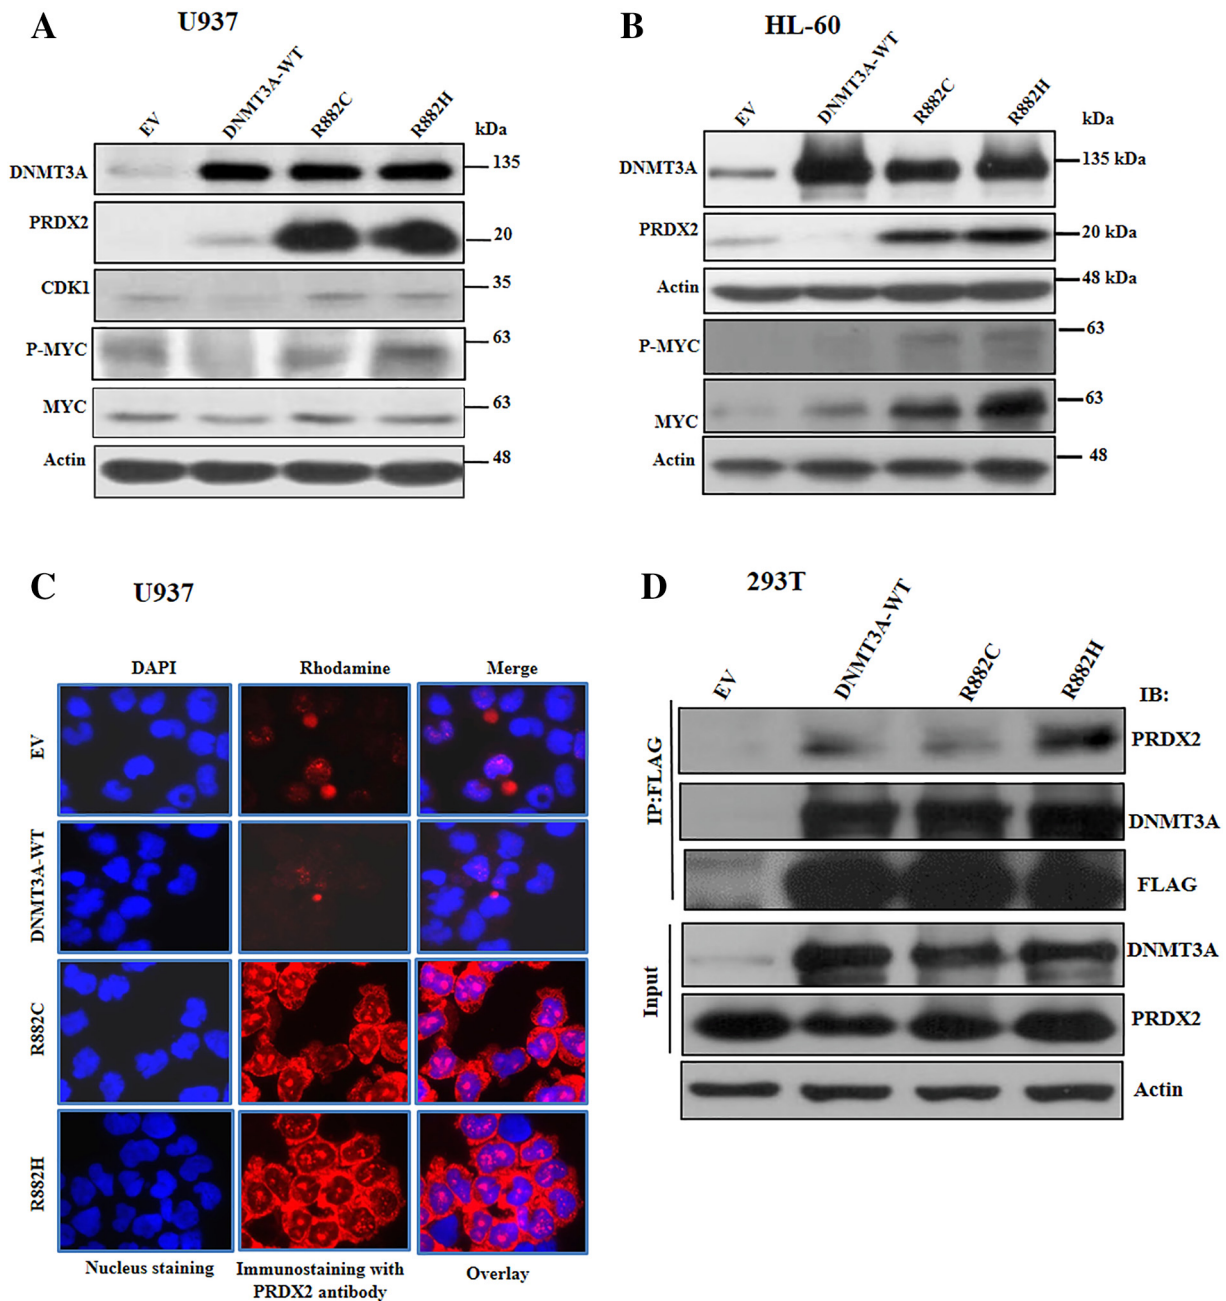 A
U937
EV
DNMT3A-WT
R882C
R882H
kDa
DNMT3A
135
PRDX2
20
CDK1
35
P-MYC
63
MYC
63
Actin
48
B
HL-60
EV
DNMT3A-WT
R882C
R882H
kDa
DNMT3A
135 kDa
PRDX2
20 kDa
Actin
48 kDa
P-MYC
63
MYC
63
Actin
48
C
U937
DAPI
Rhodamine
Merge
EV
DNMT3A-WT
R882C
R882H
Nucleus staining
Immunostaining with
PRDX2 antibody
Overlay
D
293T
EV
DNMT3A-WT
R882C
R882H
IB:
IP:FLAG
PRDX2
DNMT3A
FLAG
Input
DNMT3A
PRDX2
Actin